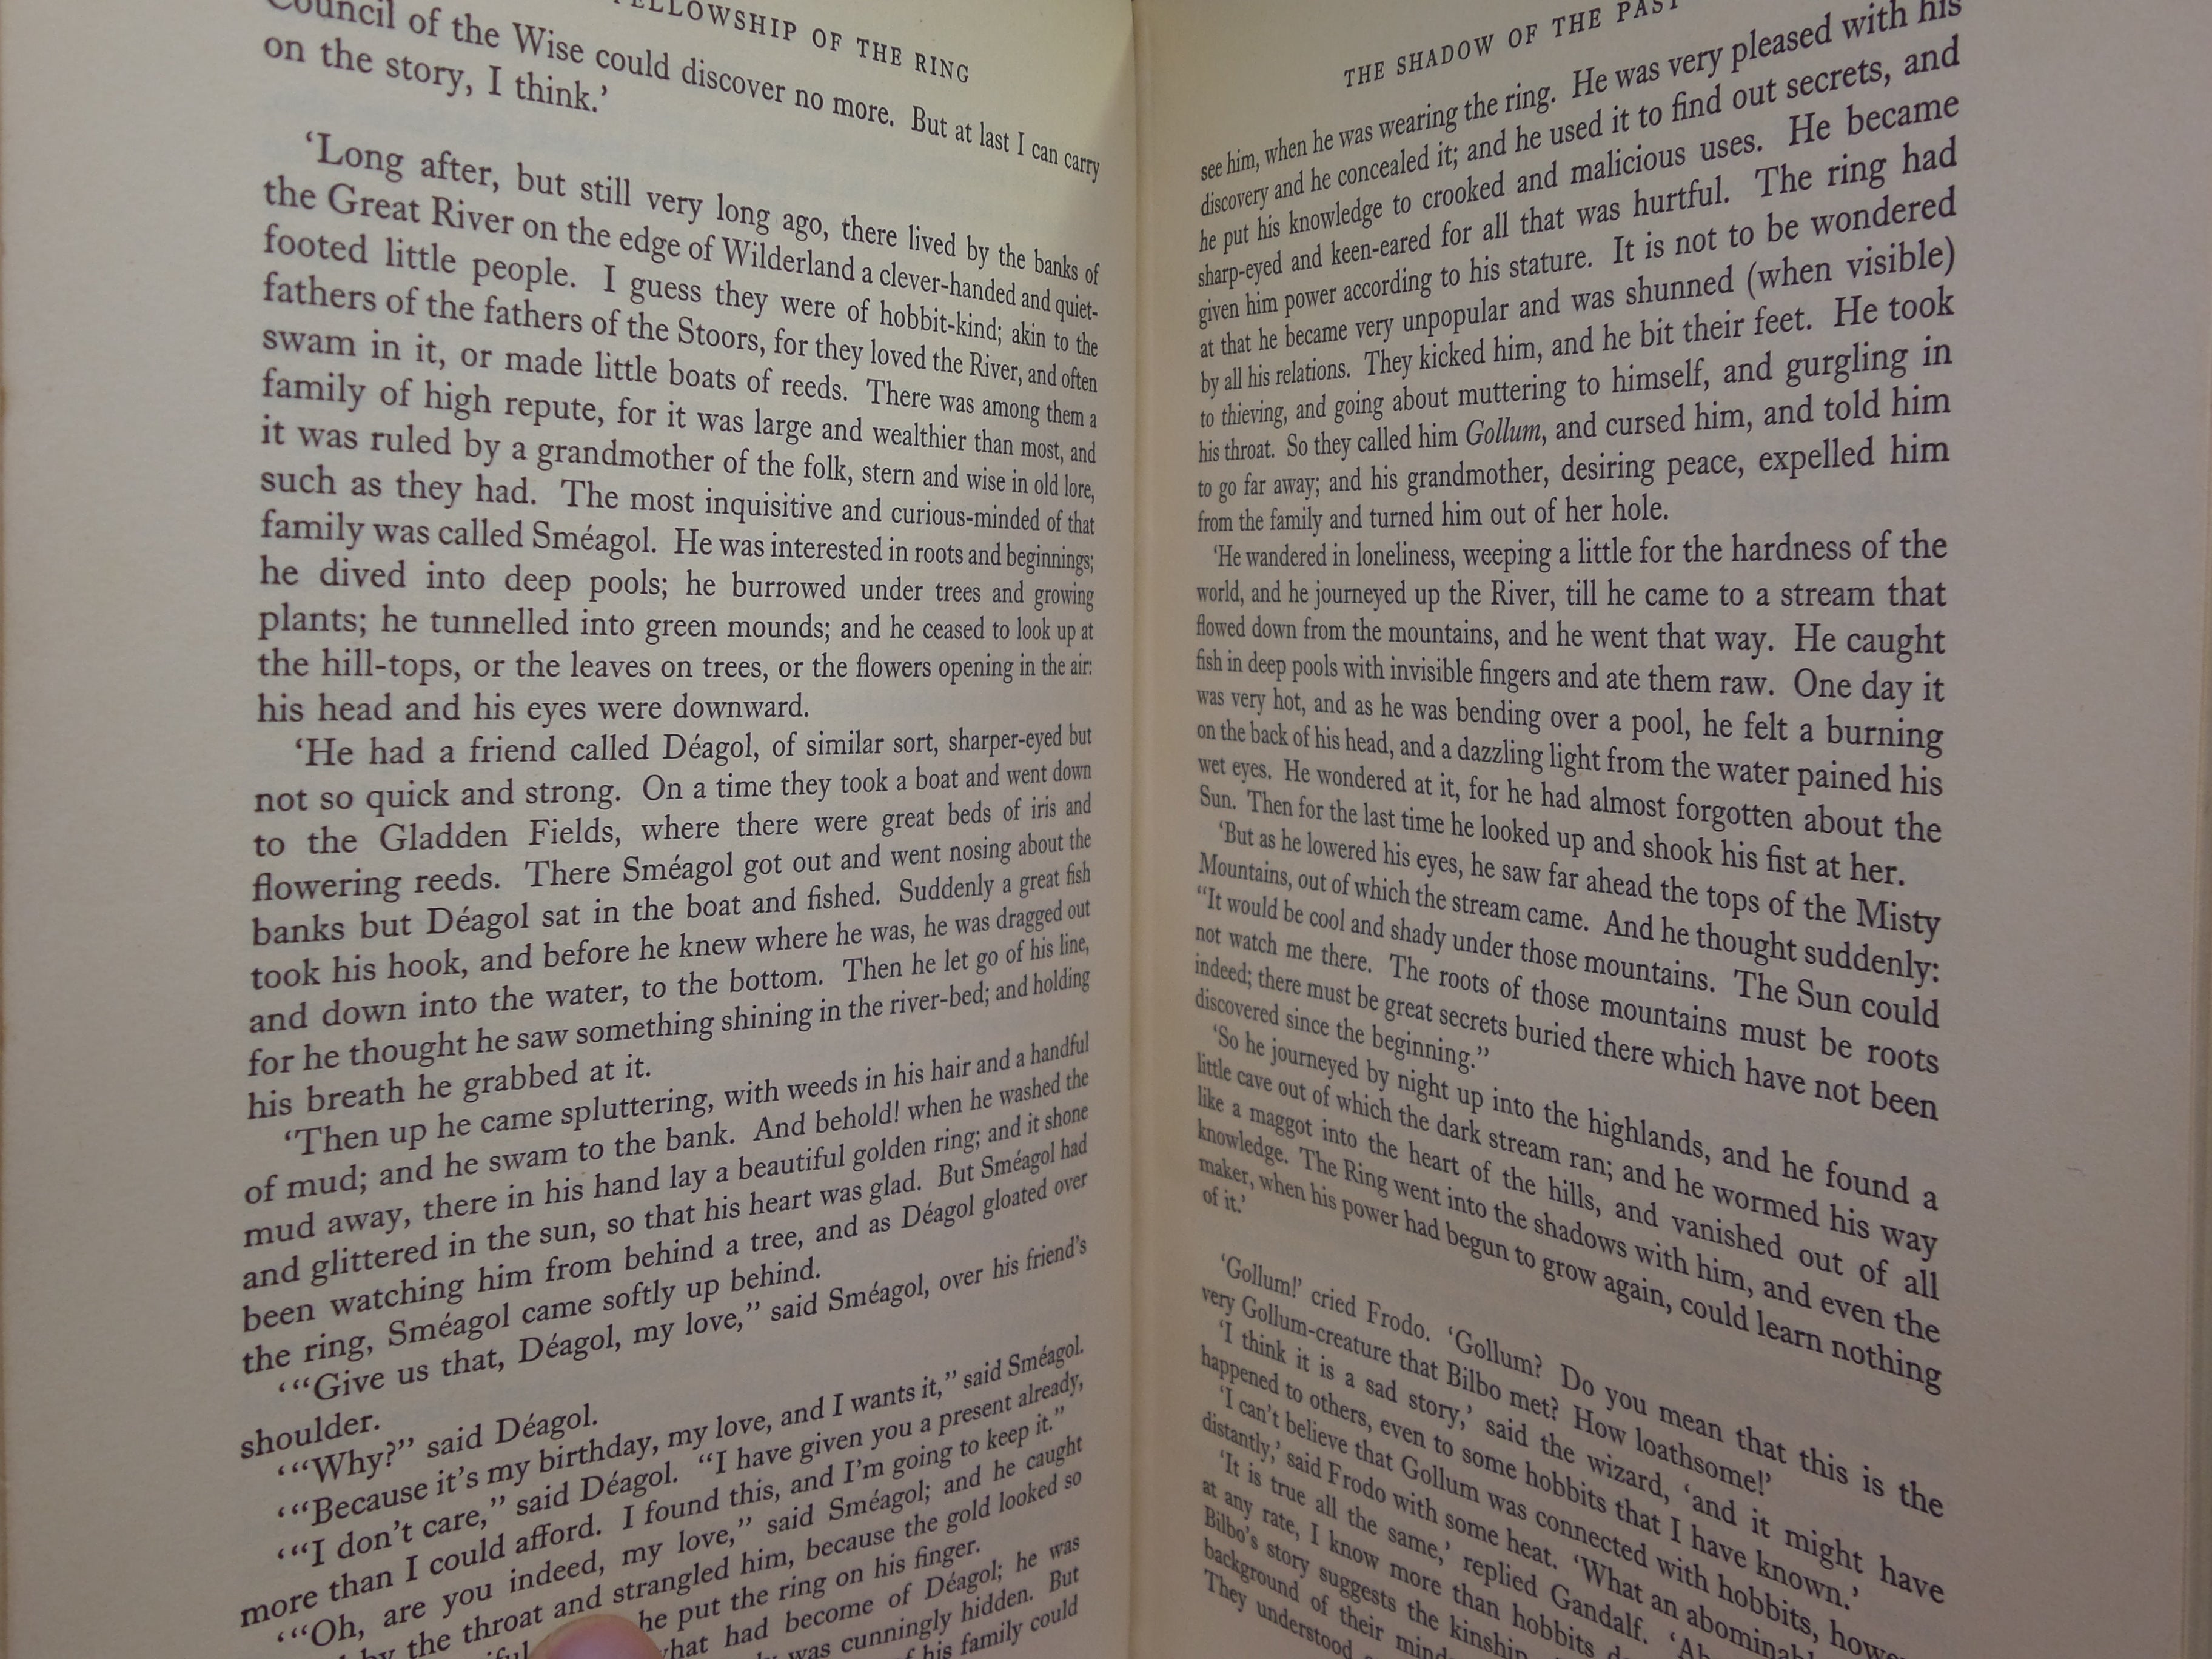 FELLOWSHIP OF THE RING
Council of the Wise could discover no more. But at last I can carry
on the story, I think.’
‘Long after, but still very long ago, there lived by the banks of
the Great River on the edge of Wilderland a clever-handed and quiet-
footed little people. I guess they were of hobbit-kind; akin to the
fathers of the fathers of the Stoors, for they loved the River, and often
swam in it, or made little boats of reeds. There was among them a
family of high repute, for it was large and wealthier than most, and
it was ruled by a grandmother of the folk, stern and wise in old lore,
such as they had. The most inquisitive and curious-minded of that
family was called Sméagol. He was interested in roots and beginnings;
he dived into deep pools; he burrowed under trees and growing
plants; he tunnelled into green mounds; and he ceased to look up at
the hill-tops, or the leaves on trees, or the flowers opening in the air:
his head and his eyes were downward.
‘He had a friend called Déagol, of similar sort, sharper-eyed but
not so quick and strong. On a time they took a boat and went down
to the Gladden Fields, where there were great beds of iris and
flowering reeds. There Sméagol got out and went nosing about the
banks but Déagol sat in the boat and fished. Suddenly a great fish
took his hook, and before he knew where he was, he was dragged out
and down into the water, to the bottom. Then he let go of his line,
for he thought he saw something shining in the river-bed; and holding
his breath he grabbed at it.
‘Then up he came spluttering, with weeds in his hair and a handful
of mud; and he swam to the bank. And behold! when he washed the
mud away, there in his hand lay a beautiful golden ring; and it shone
and glittered in the sun, so that his heart was glad. But Sméagol had
been watching him from behind a tree, and as Déagol gloated over
the ring, Sméagol came softly up behind.
‘“Give us that, Déagol, my love,” said Sméagol, over his friend’s
shoulder.
‘“Why?” said Déagol.
‘“Because it’s my birthday, my love, and I wants it,” said Sméagol.
‘“I don’t care,” said Déagol. “I have given you a present already,
more than I could afford. I found this, and I’m going to keep it.”
‘“Oh, are you indeed, my love,” said Sméagol; and he caught
by the throat and strangled him, because the gold looked so
he put the ring on his finger.
what had become of Déagol; he was
was cunningly hidden. But
his family could
THE SHADOW OF THE PAST
see him, when he was wearing the ring. He was very pleased with his
discovery and he concealed it; and he used it to find out secrets, and
he put his knowledge to crooked and malicious uses. He became
sharp-eyed and keen-eared for all that was hurtful. The ring had
given him power according to his stature. It is not to be wondered
at that he became very unpopular and was shunned (when visible)
by all his relations. They kicked him, and he bit their feet. He took
to thieving, and going about muttering to himself, and gurgling in
his throat. So they called him Gollum, and cursed him, and told him
to go far away; and his grandmother, desiring peace, expelled him
from the family and turned him out of her hole.
‘He wandered in loneliness, weeping a little for the hardness of the
world, and he journeyed up the River, till he came to a stream that
flowed down from the mountains, and he went that way. He caught
fish in deep pools with invisible fingers and ate them raw. One day it
was very hot, and as he was bending over a pool, he felt a burning
on the back of his head, and a dazzling light from the water pained his
wet eyes. He wondered at it, for he had almost forgotten about the
Sun. Then for the last time he looked up and shook his fist at her.
‘But as he lowered his eyes, he saw far ahead the tops of the Misty
Mountains, out of which the stream came. And he thought suddenly:
“It would be cool and shady under those mountains. The Sun could
not watch me there. The roots of those mountains must be roots
indeed; there must be great secrets buried there which have not been
discovered since the beginning.”
‘So he journeyed by night up into the highlands, and he found a
little cave out of which the dark stream ran; and he wormed his way
like a maggot into the heart of the hills, and vanished out of all
knowledge. The Ring went into the shadows with him, and even the
maker, when his power had begun to grow again, could learn nothing
of it.’
‘Gollum!’ cried Frodo. ‘Gollum? Do you mean that this is the
very Gollum-creature that Bilbo met? How loathsome!’
‘I think it is a sad story,’ said the wizard, ‘and it might have
happened to others, even to some hobbits that I have known.’
‘I can’t believe that Gollum was connected with hobbits, however
distantly,’ said Frodo with some heat. ‘What an abominable
‘It is true all the same,’ replied Gandalf. ‘Ab
at any rate, I know more than hobbits
Bilbo’s story suggests the kinship
background of their
They understood